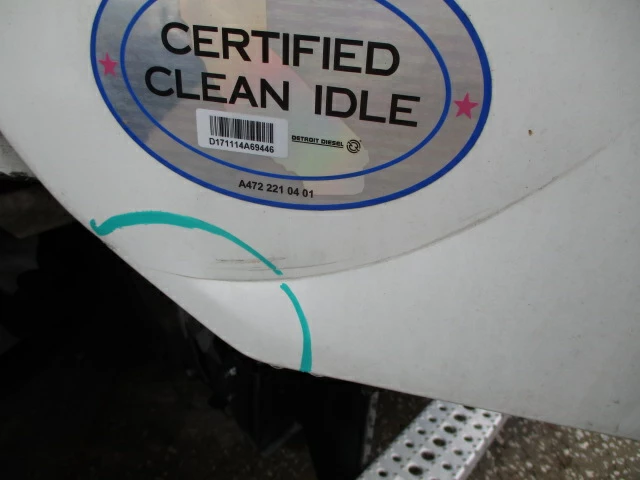 CERTIFIED
CLEAN IDLE
D171114A69446
DETROIT DIESEL
A472 221 04 01